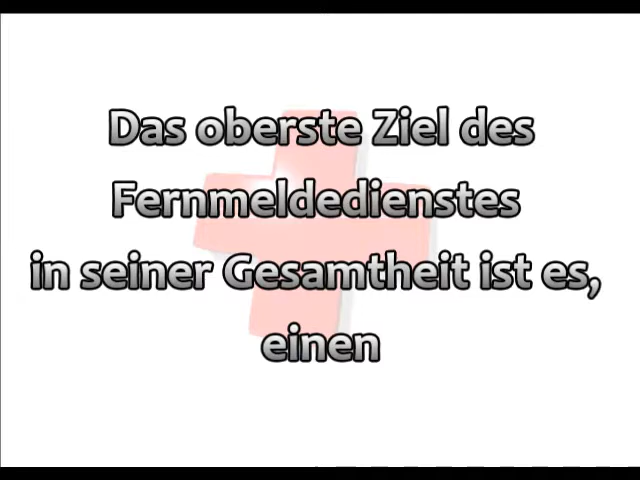 Das oberste Ziel des
Fernmeldedienstes
in seiner Gesamtheit ist es,
einen